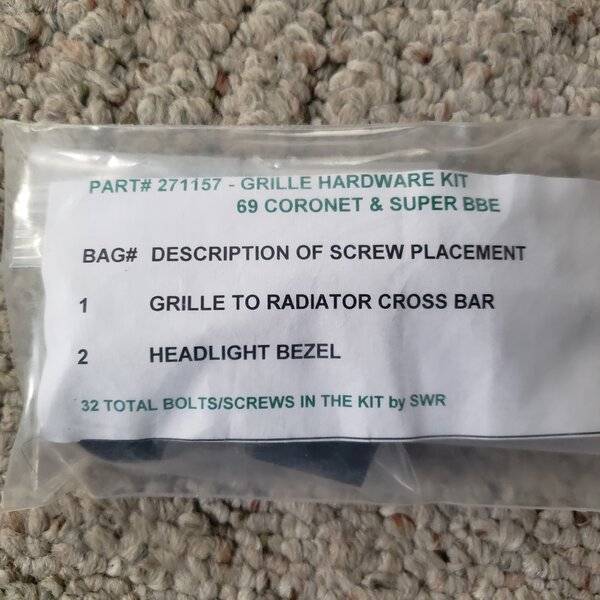 PART# 271157 - GRILLE HARDWARE KIT
69 CORONET & SUPER BBE
BAG# DESCRIPTION OF SCREW PLACEMENT
1 GRILLE TO RADIATOR CROSS BAR
2 HEADLIGHT BEZEL
32 TOTAL BOLTS/SCREWS IN THE KIT by SWR